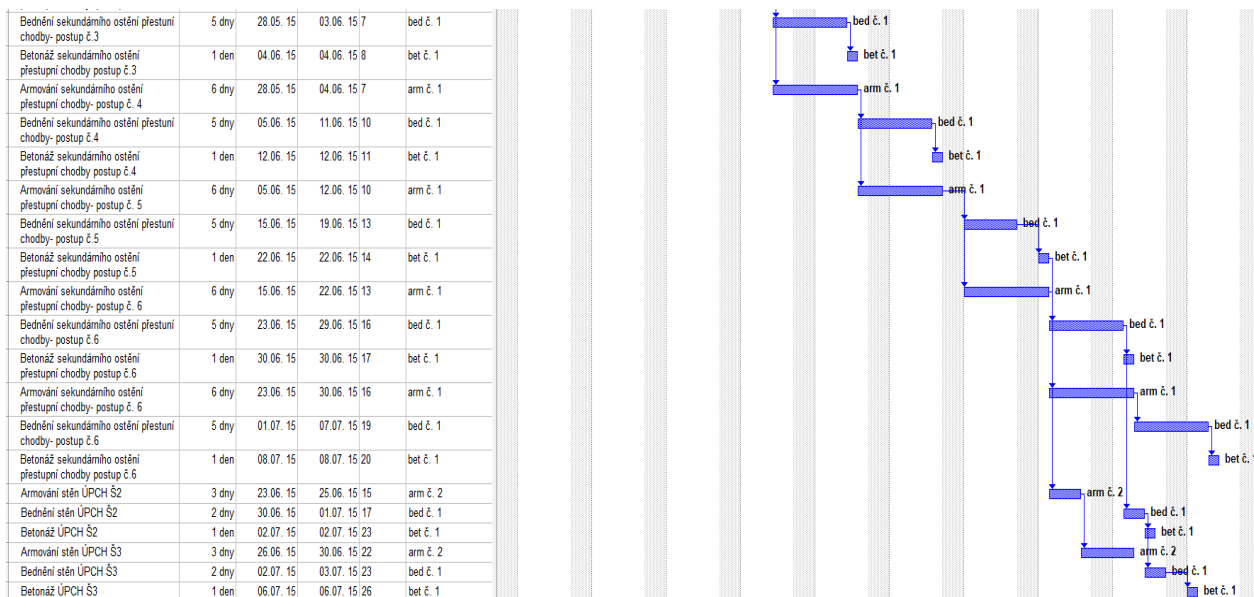 Bednění sekundárního ostění přestuní chodby- postup č.3 5 dny 28.05. 15 03.06. 15 7 bed č. 1
Betonáž sekundárního ostění přestupní chodby postup č.3 1 den 04.06. 15 04.06. 15 8 bet č. 1
Armování sekundárního ostění přestupní chodby- postup č. 4 6 dny 28.05. 15 04.06. 15 7 arm č. 1
Bednění sekundárního ostění přestuní chodby- postup č.4 5 dny 05.06. 15 11.06. 15 10 bed č. 1
Betonáž sekundárního ostění přestupní chodby postup č.4 1 den 12.06. 15 12.06. 15 11 bet č. 1
Armování sekundárního ostění přestupní chodby- postup č. 5 6 dny 05.06. 15 12.06. 15 10 arm č. 1
Bednění sekundárního ostění přestuní chodby- postup č.5 5 dny 15.06. 15 19.06. 15 13 bed č. 1
Betonáž sekundárního ostění přestupní chodby postup č.5 1 den 22.06. 15 22.06. 15 14 bet č. 1
Armování sekundárního ostění přestupní chodby- postup č. 6 6 dny 15.06. 15 22.06. 15 13 arm č. 1
Bednění sekundárního ostění přestuní chodby- postup č.6 5 dny 23.06. 15 29.06. 15 16 bed č. 1
Betonáž sekundárního ostění přestupní chodby postup č.6 1 den 30.06. 15 30.06. 15 17 bet č. 1
Armování sekundárního ostění přestupní chodby- postup č. 6 6 dny 23.06. 15 30.06. 15 16 arm č. 1
Bednění sekundárního ostění přestuní chodby- postup č.6 5 dny 01.07. 15 07.07. 15 19 bed č. 1
Betonáž sekundárního ostění přestupní chodby postup č.6 1 den 08.07. 15 08.07. 15 20 bet č. 1
Armování stěn ÚPCH Š2 3 dny 23.06. 15 25.06. 15 15 arm č. 2
Bednění stěn ÚPCH Š2 2 dny 30.06. 15 01.07. 15 17 bed č. 1
Betonáž ÚPCH Š2 1 den 02.07. 15 02.07. 15 23 bet č. 1
Armování stěn ÚPCH Š3 3 dny 26.06. 15 30.06. 15 22 arm č. 2
Bednění stěn ÚPCH Š3 2 dny 02.07. 15 03.07. 15 23 bed č. 1
Betonáž ÚPCH Š3 1 den 06.07. 15 06.07. 15 26 bet č. 1
bed č. 1
bet č. 1
arm č. 1
bed č. 1
bet č. 1
arm č. 1
bed č. 1
bet č. 1
arm č. 1
bed č. 1
bet č. 1
arm č. 1
bed č. 1
bet č.
arm č. 2
bed č. 1
bet č. 1
arm č. 2
bed č. 1
bet č. 1